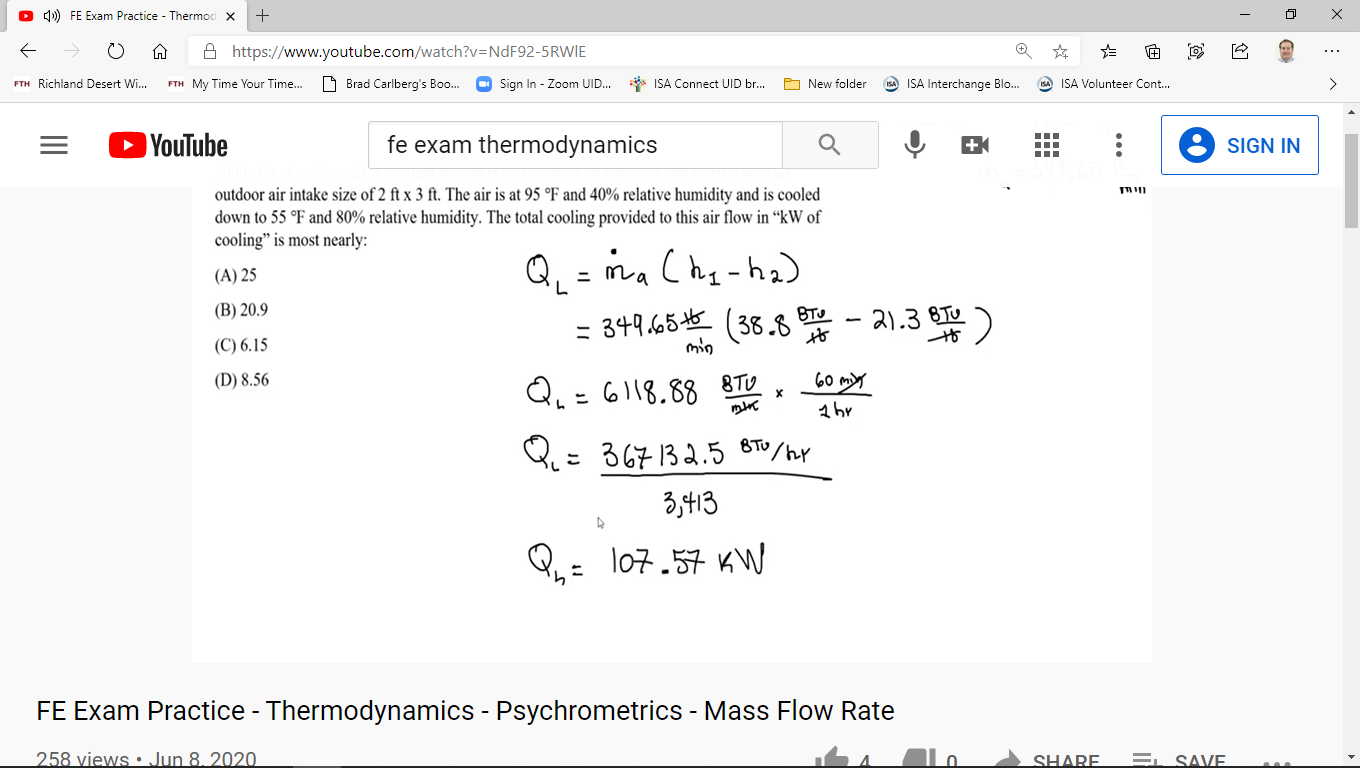 FE Exam Practice - Thermod
https://www.youtube.com/watch?v=NdF92-5RWlE
FTH Richland Desert Wi... FTH My Time Your Time... Brad Carlberg's Boo... Sign In - Zoom UID... ISA Connect UID br... New folder ISA Interchange Blo... ISA Volunteer Cont...
YouTube
fe exam thermodynamics
SIGN IN
min
outdoor air intake size of 2 ft x 3 ft. The air is at 95 °F and 40% relative humidity and is cooled
down to 55 °F and 80% relative humidity. The total cooling provided to this air flow in “kW of
cooling” is most nearly:
(A) 25
(B) 20.9
(C) 6.15
(D) 8.56
Q_L = ṁ_a (h_1 - h_2)
= 349.65 lb/min (38.8 BTU/lb - 21.3 BTU/lb)
Q_L = 6118.88 BTU/min × 60 min/1 hr
Q_L = 367132.5 BTU/hr
3,413
Q_L = 107.57 KW
FE Exam Practice - Thermodynamics - Psychrometrics - Mass Flow Rate
258 views • Jun 8, 2020
4 0 SHARE SAVE